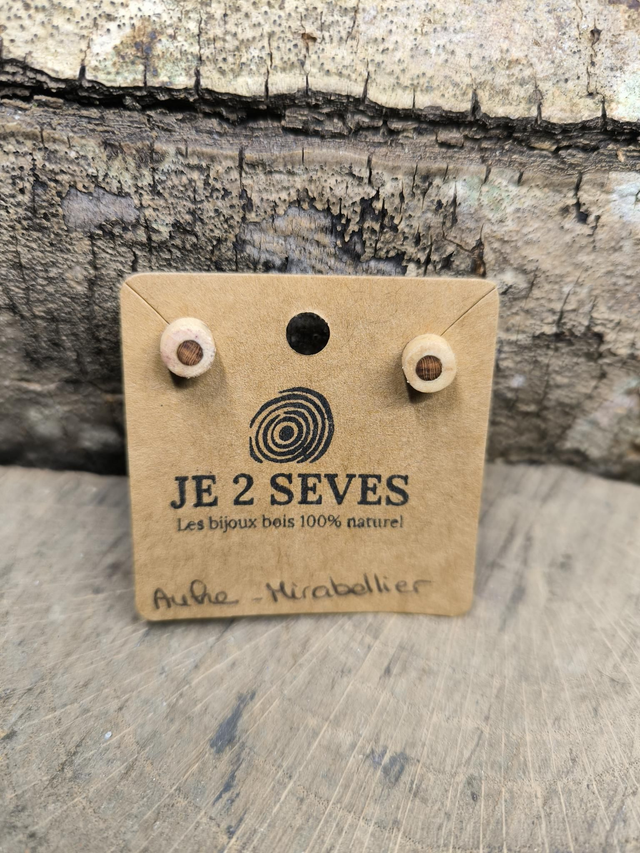 JE 2 SEVES
Les bijoux bois 100% naturel
Aulne - Mirabellier